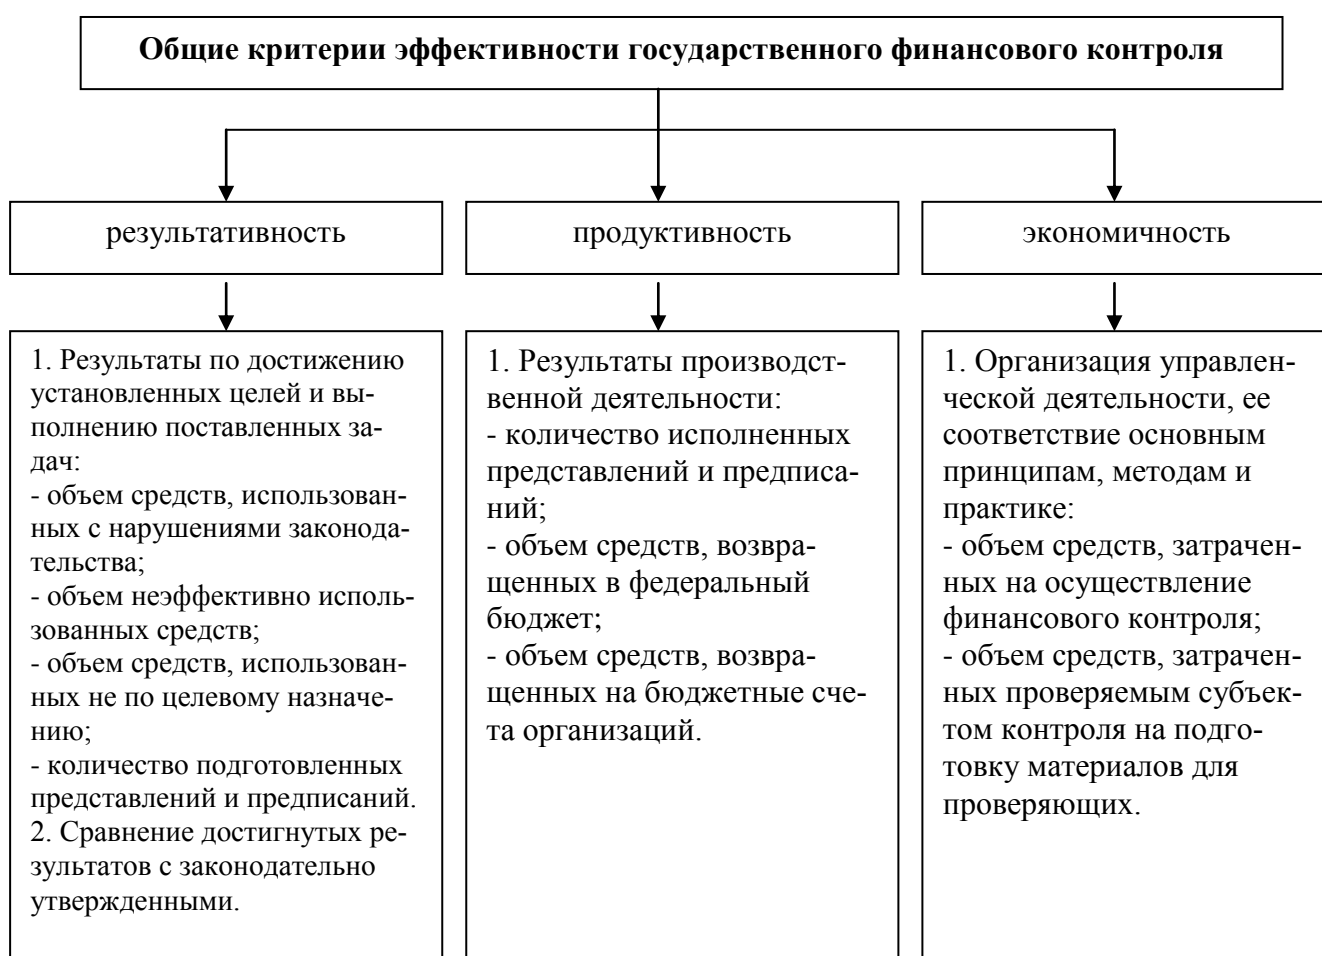 Общие критерии эффективности государственного финансового контроля
результативность
продуктивность
экономичность
1. Результаты по достижению
установленных целей и вы-
полнению поставленных за-
дач:
- объем средств, использован-
ных с нарушениями законода-
тельства;
- объем неэффективно исполь-
зованных средств;
- объем средств, использован-
ных не по целевому назначе-
нию;
- количество подготовленных
представлений и предписаний.
2. Сравнение достигнутых ре-
зультатов с законодательно
утвержденными.
1. Результаты производст-
венной деятельности:
- количество исполненных
представлений и предписа-
ний;
- объем средств, возвра-
щенных в федеральный
бюджет;
- объем средств, возвра-
щенных на бюджетные сче-
та организаций.
1. Организация управлен-
ческой деятельности, ее
соответствие основным
принципам, методам и
практике:
- объем средств, затрачен-
ных на осуществление
финансового контроля;
- объем средств, затрачен-
ных проверяемым субъек-
том контроля на подго-
товку материалов для
проверяющих.